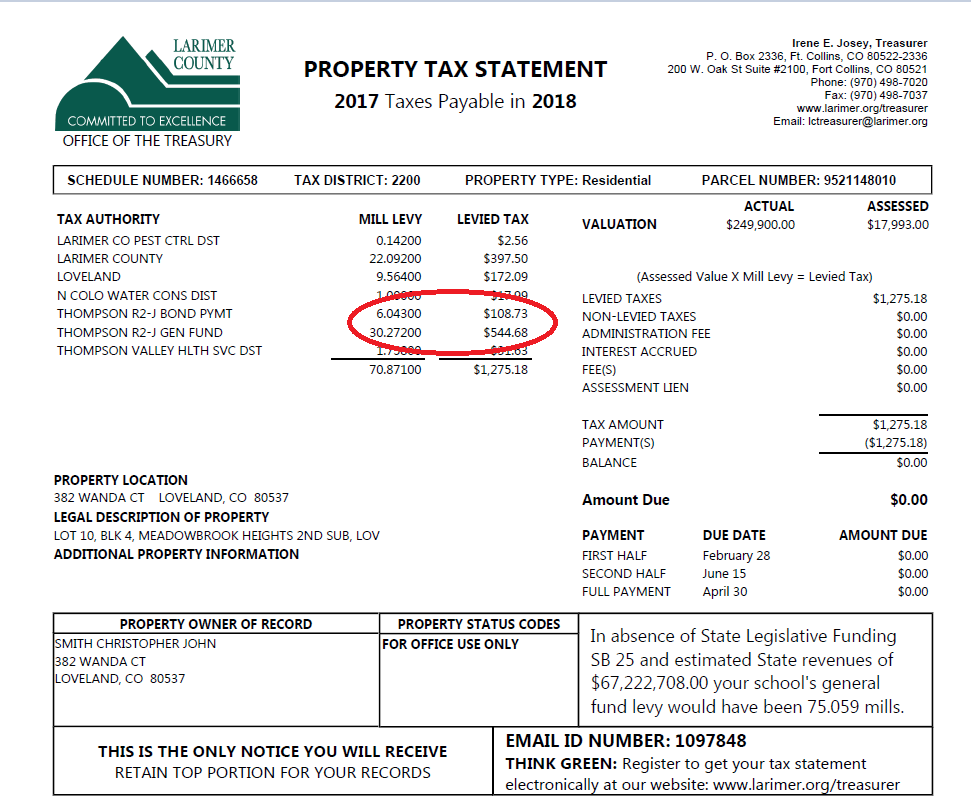 LARIMER
COUNTY
COMMITTED TO EXCELLENCE
OFFICE OF THE TREASURY
PROPERTY TAX STATEMENT
2017 Taxes Payable in 2018
Irene E. Josey, Treasurer
P. O. Box 2336, Ft. Collins, CO 80522-2336
200 W. Oak St Suite #2100, Fort Collins, CO 80521
Phone: (970) 498-7020
Fax: (970) 498-7037
www.larimer.org/treasurer
Email: lctreasurer@larimer.org
SCHEDULE NUMBER: 1466658 TAX DISTRICT: 2200 PROPERTY TYPE: Residential PARCEL NUMBER: 9521148010
TAX AUTHORITY MILL LEVY LEVIED TAX
LARIMER CO PEST CTRL DST 0.14200 $2.56
LARIMER COUNTY 22.09200 $397.50
LOVELAND 9.56400 $172.09
N COLO WATER CONS DIST 1.00000 $17.99
THOMPSON R2-J BOND PYMT 6.04300 $108.73
THOMPSON R2-J GEN FUND 30.27200 $544.68
THOMPSON VALLEY HLTH SVC DST 1.75800 $31.63
70.87100 $1,275.18
ACTUAL ASSESSED
VALUATION $249,900.00 $17,993.00
(Assessed Value X Mill Levy = Levied Tax)
LEVIED TAXES $1,275.18
NON-LEVIED TAXES $0.00
ADMINISTRATION FEE $0.00
INTEREST ACCRUED $0.00
FEE(S) $0.00
ASSESSMENT LIEN $0.00
TAX AMOUNT $1,275.18
PAYMENT(S) ($1,275.18)
BALANCE $0.00
Amount Due $0.00
PROPERTY LOCATION
382 WANDA CT LOVELAND, CO 80537
LEGAL DESCRIPTION OF PROPERTY
LOT 10, BLK 4, MEADOWBROOK HEIGHTS 2ND SUB, LOV
ADDITIONAL PROPERTY INFORMATION
PAYMENT DUE DATE AMOUNT DUE
FIRST HALF February 28 $0.00
SECOND HALF June 15 $0.00
FULL PAYMENT April 30 $0.00
PROPERTY OWNER OF RECORD
SMITH CHRISTOPHER JOHN
382 WANDA CT
LOVELAND, CO 80537
PROPERTY STATUS CODES
FOR OFFICE USE ONLY
In absence of State Legislative Funding
SB 25 and estimated State revenues of
$67,222,708.00 your school's general
fund levy would have been 75.059 mills.
THIS IS THE ONLY NOTICE YOU WILL RECEIVE
RETAIN TOP PORTION FOR YOUR RECORDS
EMAIL ID NUMBER: 1097848
THINK GREEN: Register to get your tax statement
electronically at our website: www.larimer.org/treasurer